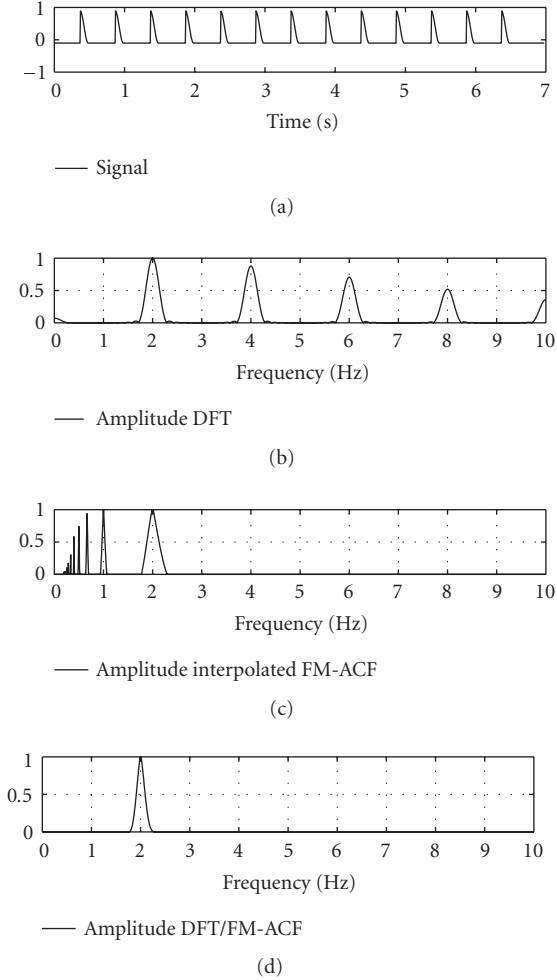 1
0
−1
0 1 2 3 4 5 6 7
Time (s)
Signal
(a)
1
0.5
0
0 1 2 3 4 5 6 7 8 9 10
Frequency (Hz)
Amplitude DFT
(b)
1
0.5
0
0 1 2 3 4 5 6 7 8 9 10
Frequency (Hz)
Amplitude interpolated FM-ACF
(c)
1
0.5
0
0 1 2 3 4 5 6 7 8 9 10
Frequency (Hz)
Amplitude DFT/FM-ACF
(d)